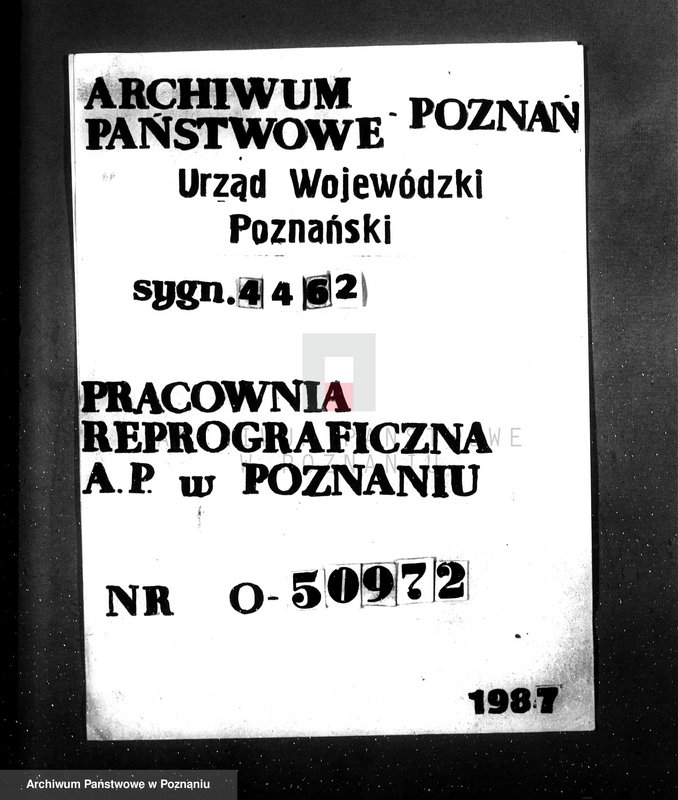 ARCHIWUM
PAŃSTWOWE - POZNAŃ
Urząd Wojewódzki
Poznański
sygn. 4462
PRACOWNIA
REPROGRAFICZNA
A.P. w POZNANIU
NR O-50972
1987
Archiwum Państwowe w Poznaniu